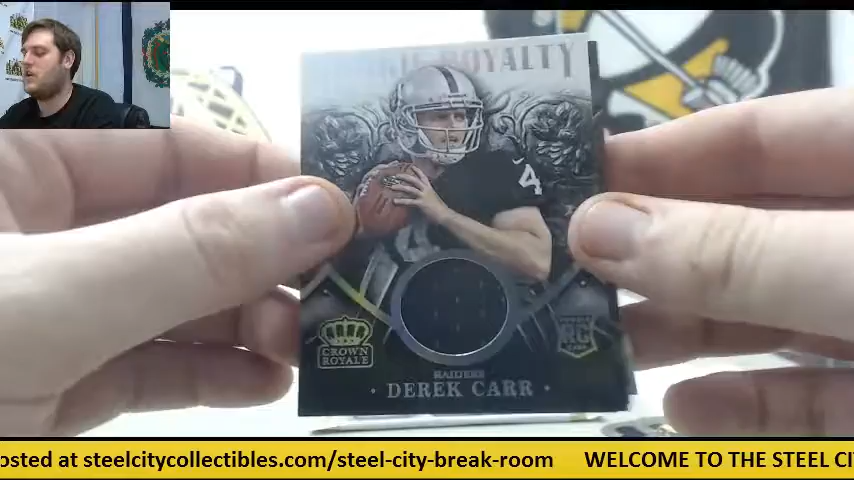 ROYALTY
4
CROWN
ROYALE
RC
RAIDERS
· DEREK CARR ·
osted at steelcitycollectibles.com/steel-city-break-room WELCOME TO THE STEEL CI